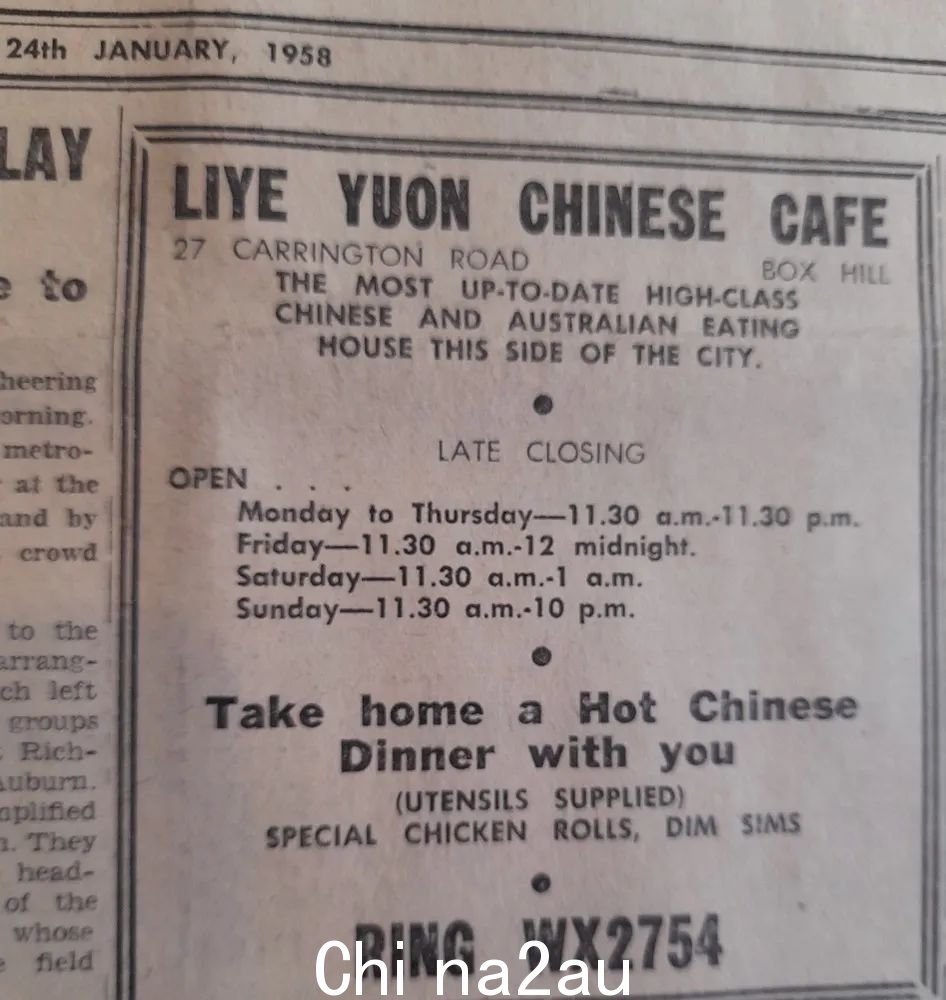 24th JANUARY, 1958
LAY
e to
heering
orning.
metro-
at the
and by
crowd
to the
arrang-
ch left
groups
Rich-
Auburn.
mplified
n. They
head-
of the
whose
e field
LIYE YUON CHINESE CAFE
27 CARRINGTON ROAD BOX HILL
THE MOST UP-TO-DATE HIGH-CLASS
CHINESE AND AUSTRALIAN EATING
HOUSE THIS SIDE OF THE CITY.
LATE CLOSING
OPEN . . .
Monday to Thursday—11.30 a.m.-11.30 p.m.
Friday—11.30 a.m.-12 midnight.
Saturday—11.30 a.m.-1 a.m.
Sunday—11.30 a.m.-10 p.m.
Take home a Hot Chinese
Dinner with you
(UTENSILS SUPPLIED)
SPECIAL CHICKEN ROLLS, DIM SIMS
RING WX2754
China2au